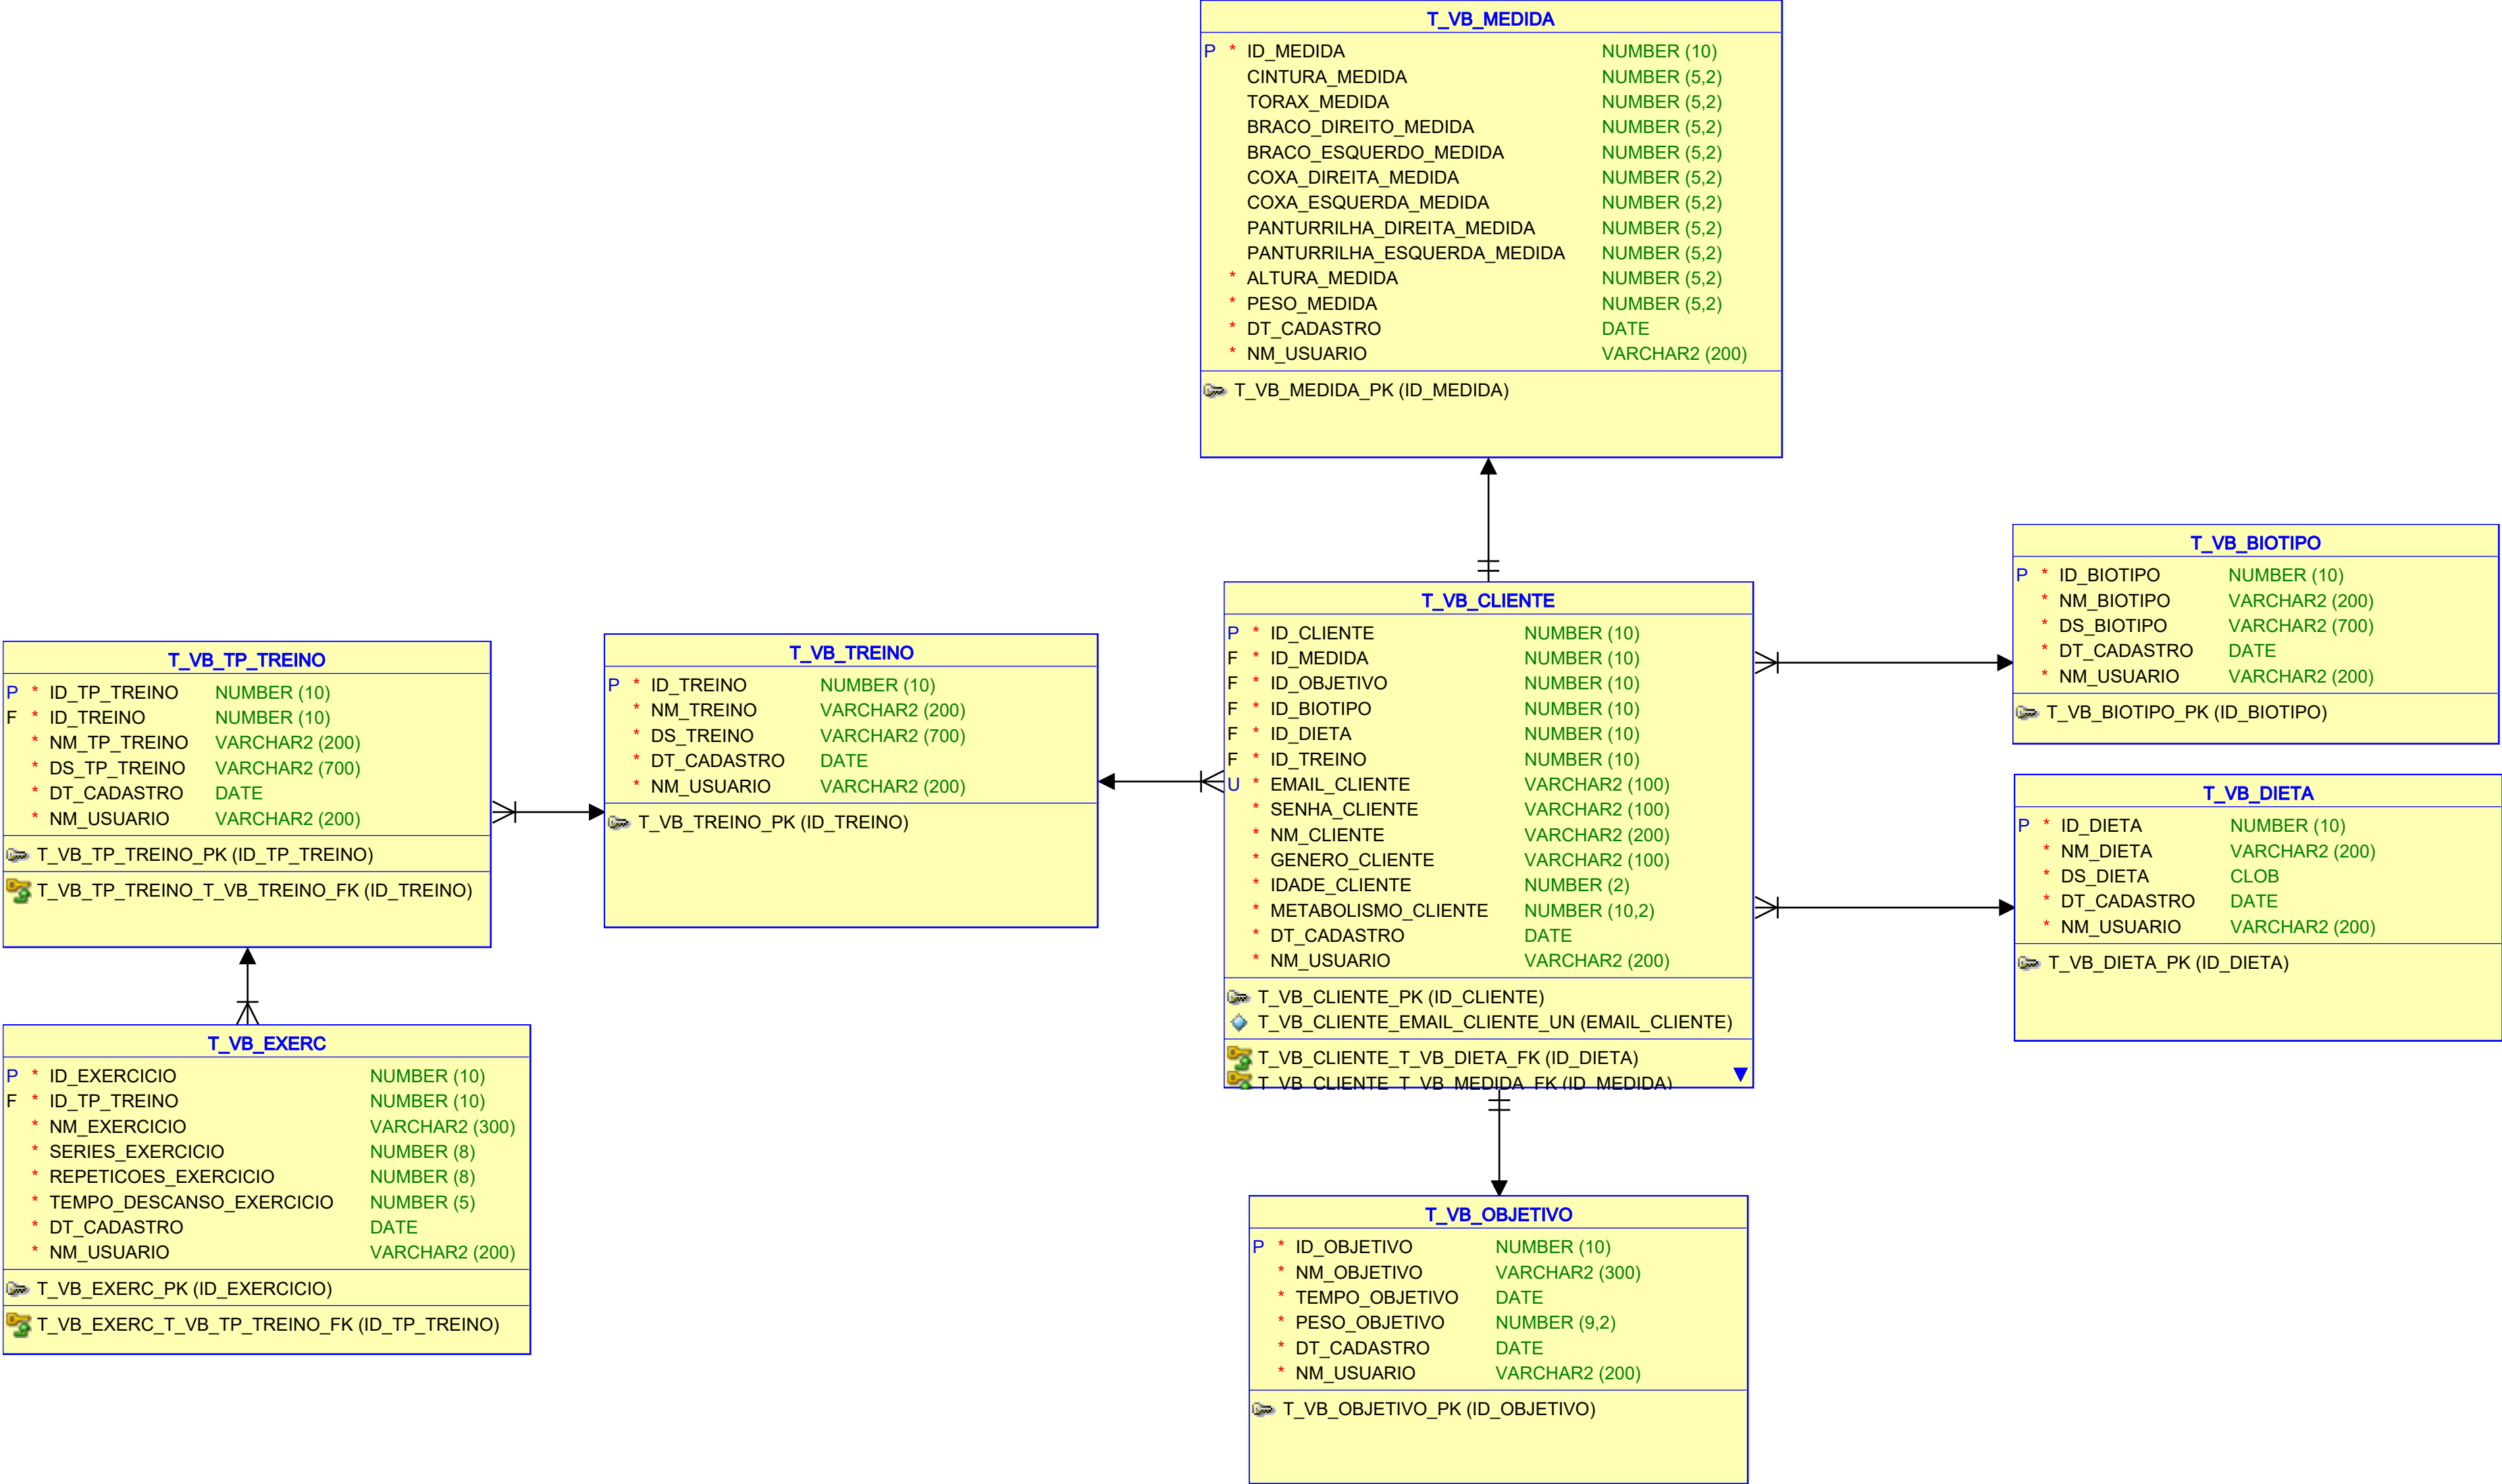 T_VB_MEDIDA
P * ID_MEDIDA NUMBER (10)
CINTURA_MEDIDA NUMBER (5,2)
TORAX_MEDIDA NUMBER (5,2)
BRACO_DIREITO_MEDIDA NUMBER (5,2)
BRACO_ESQUERDO_MEDIDA NUMBER (5,2)
COXA_DIREITA_MEDIDA NUMBER (5,2)
COXA_ESQUERDA_MEDIDA NUMBER (5,2)
PANTURRILHA_DIREITA_MEDIDA NUMBER (5,2)
PANTURRILHA_ESQUERDA_MEDIDA NUMBER (5,2)
* ALTURA_MEDIDA NUMBER (5,2)
* PESO_MEDIDA NUMBER (5,2)
* DT_CADASTRO DATE
* NM_USUARIO VARCHAR2 (200)
T_VB_MEDIDA_PK (ID_MEDIDA)
T_VB_TP_TREINO
P * ID_TP_TREINO NUMBER (10)
F * ID_TREINO NUMBER (10)
* NM_TP_TREINO VARCHAR2 (200)
* DS_TP_TREINO VARCHAR2 (700)
* DT_CADASTRO DATE
* NM_USUARIO VARCHAR2 (200)
T_VB_TP_TREINO_PK (ID_TP_TREINO)
T_VB_TP_TREINO_T_VB_TREINO_FK (ID_TREINO)
T_VB_TREINO
P * ID_TREINO NUMBER (10)
* NM_TREINO VARCHAR2 (200)
* DS_TREINO VARCHAR2 (700)
* DT_CADASTRO DATE
* NM_USUARIO VARCHAR2 (200)
T_VB_TREINO_PK (ID_TREINO)
T_VB_CLIENTE
P * ID_CLIENTE NUMBER (10)
F * ID_MEDIDA NUMBER (10)
F * ID_OBJETIVO NUMBER (10)
F * ID_BIOTIPO NUMBER (10)
F * ID_DIETA NUMBER (10)
F * ID_TREINO NUMBER (10)
U * EMAIL_CLIENTE VARCHAR2 (100)
* SENHA_CLIENTE VARCHAR2 (100)
* NM_CLIENTE VARCHAR2 (200)
* GENERO_CLIENTE VARCHAR2 (100)
* IDADE_CLIENTE NUMBER (2)
* METABOLISMO_CLIENTE NUMBER (10,2)
* DT_CADASTRO DATE
* NM_USUARIO VARCHAR2 (200)
T_VB_CLIENTE_PK (ID_CLIENTE)
T_VB_CLIENTE_EMAIL_CLIENTE_UN (EMAIL_CLIENTE)
T_VB_CLIENTE_T_VB_DIETA_FK (ID_DIETA)
T_VB_CLIENTE_T_VB_MEDIDA_FK (ID_MEDIDA)
T_VB_BIOTIPO
P * ID_BIOTIPO NUMBER (10)
* NM_BIOTIPO VARCHAR2 (200)
* DS_BIOTIPO VARCHAR2 (700)
* DT_CADASTRO DATE
* NM_USUARIO VARCHAR2 (200)
T_VB_BIOTIPO_PK (ID_BIOTIPO)
T_VB_DIETA
P * ID_DIETA NUMBER (10)
* NM_DIETA VARCHAR2 (200)
* DS_DIETA CLOB
* DT_CADASTRO DATE
* NM_USUARIO VARCHAR2 (200)
T_VB_DIETA_PK (ID_DIETA)
T_VB_EXERC
P * ID_EXERCICIO NUMBER (10)
F * ID_TP_TREINO NUMBER (10)
* NM_EXERCICIO VARCHAR2 (300)
* SERIES_EXERCICIO NUMBER (8)
* REPETICOES_EXERCICIO NUMBER (8)
* TEMPO_DESCANSO_EXERCICIO NUMBER (5)
* DT_CADASTRO DATE
* NM_USUARIO VARCHAR2 (200)
T_VB_EXERC_PK (ID_EXERCICIO)
T_VB_EXERC_T_VB_TP_TREINO_FK (ID_TP_TREINO)
T_VB_OBJETIVO
P * ID_OBJETIVO NUMBER (10)
* NM_OBJETIVO VARCHAR2 (300)
* TEMPO_OBJETIVO DATE
* PESO_OBJETIVO NUMBER (9,2)
* DT_CADASTRO DATE
* NM_USUARIO VARCHAR2 (200)
T_VB_OBJETIVO_PK (ID_OBJETIVO)